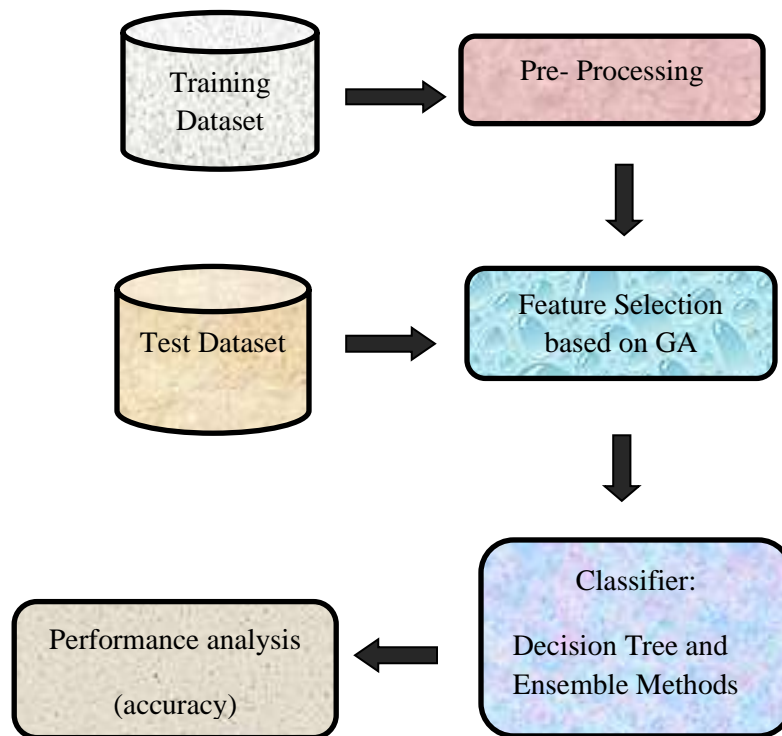 Training
Dataset
Pre- Processing
Test Dataset
Feature Selection
based on GA
Classifier:
Decision Tree and
Ensemble Methods
Performance analysis
(accuracy)